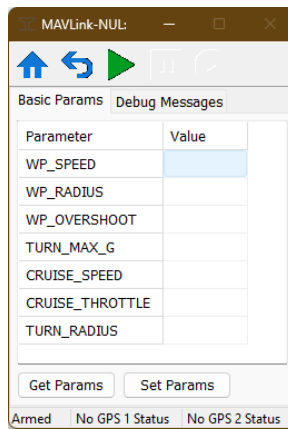 MAVLink-NUL:
Basic Params Debug Messages
Parameter Value
WP_SPEED
WP_RADIUS
WP_OVERSHOOT
TURN_MAX_G
CRUISE_SPEED
CRUISE_THROTTLE
TURN_RADIUS
Get Params Set Params
Armed No GPS 1 Status No GPS 2 Status